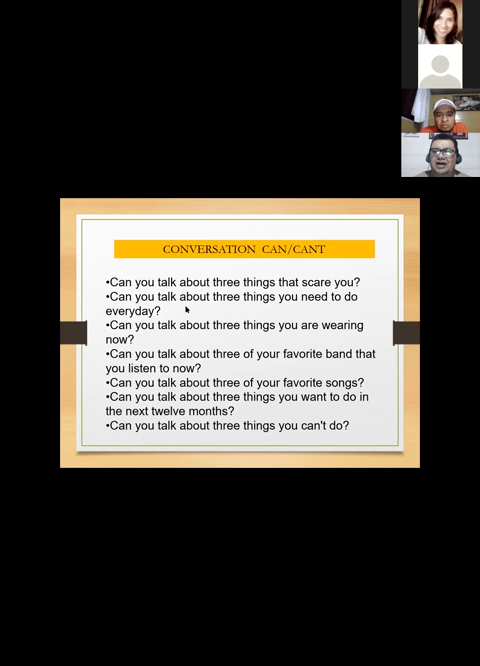 CONVERSATION CAN/CANT
•Can you talk about three things that scare you?
•Can you talk about three things you need to do
everyday?
•Can you talk about three things you are wearing
now?
•Can you talk about three of your favorite band that
you listen to now?
•Can you talk about three of your favorite songs?
•Can you talk about three things you want to do in
the next twelve months?
•Can you talk about three things you can't do?